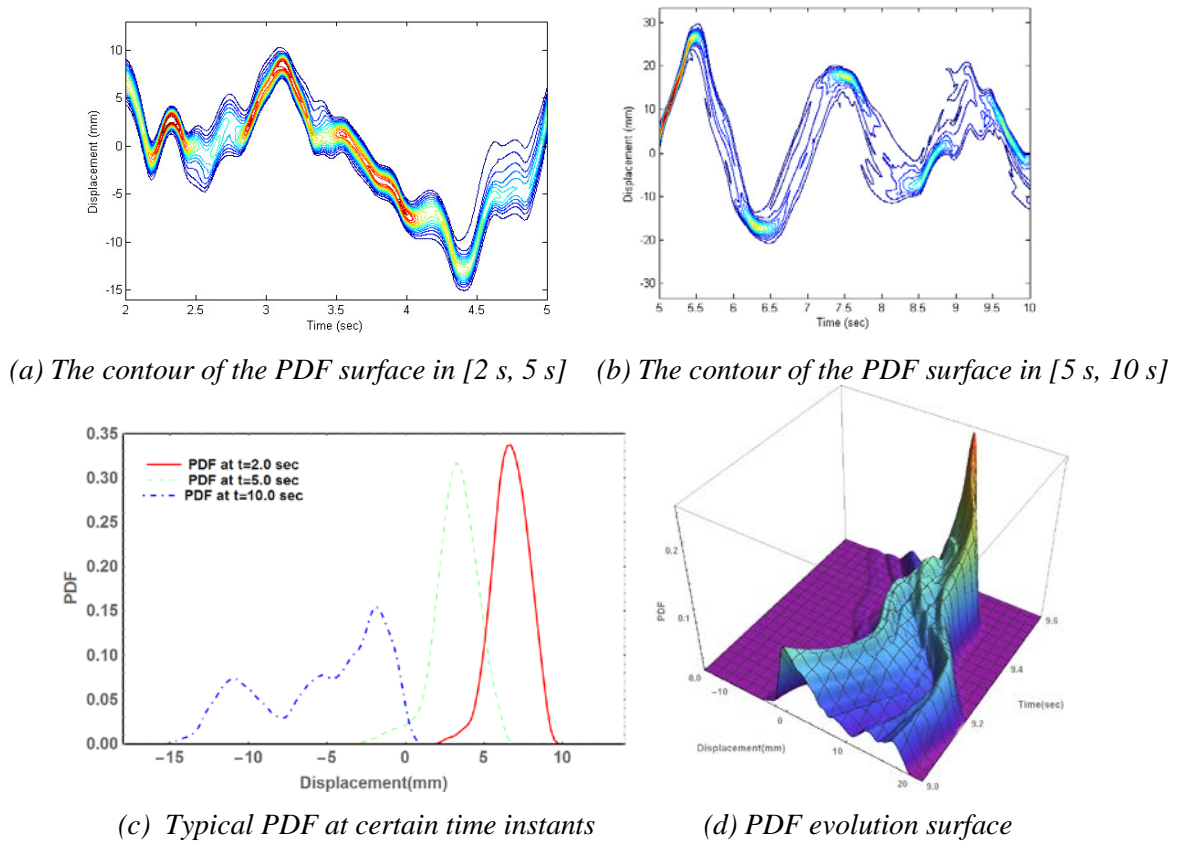 10
5
0
-5
-10
-15
Displacement (mm)
2 2.5 3 3.5 4 4.5 5
Time (sec)
30
20
10
0
-10
-20
-30
Displacement (mm)
5 5.5 6 6.5 7 7.5 8 8.5 9 9.5 10
Time (sec)
(a) The contour of the PDF surface in [2 s, 5 s] (b) The contour of the PDF surface in [5 s, 10 s]
0.35
0.30
0.25
0.20
0.15
0.10
0.05
0.00
PDF
PDF at t=2.0 sec
PDF at t=5.0 sec
PDF at t=10.0 sec
-15 -10 -5 0 5 10
Displacement(mm)
0.2
0.1
0.0
PDF
-10
0
10
20
Displacement(mm)
9.6
9.4
9.2
9.0
Time(sec)
(c) Typical PDF at certain time instants (d) PDF evolution surface